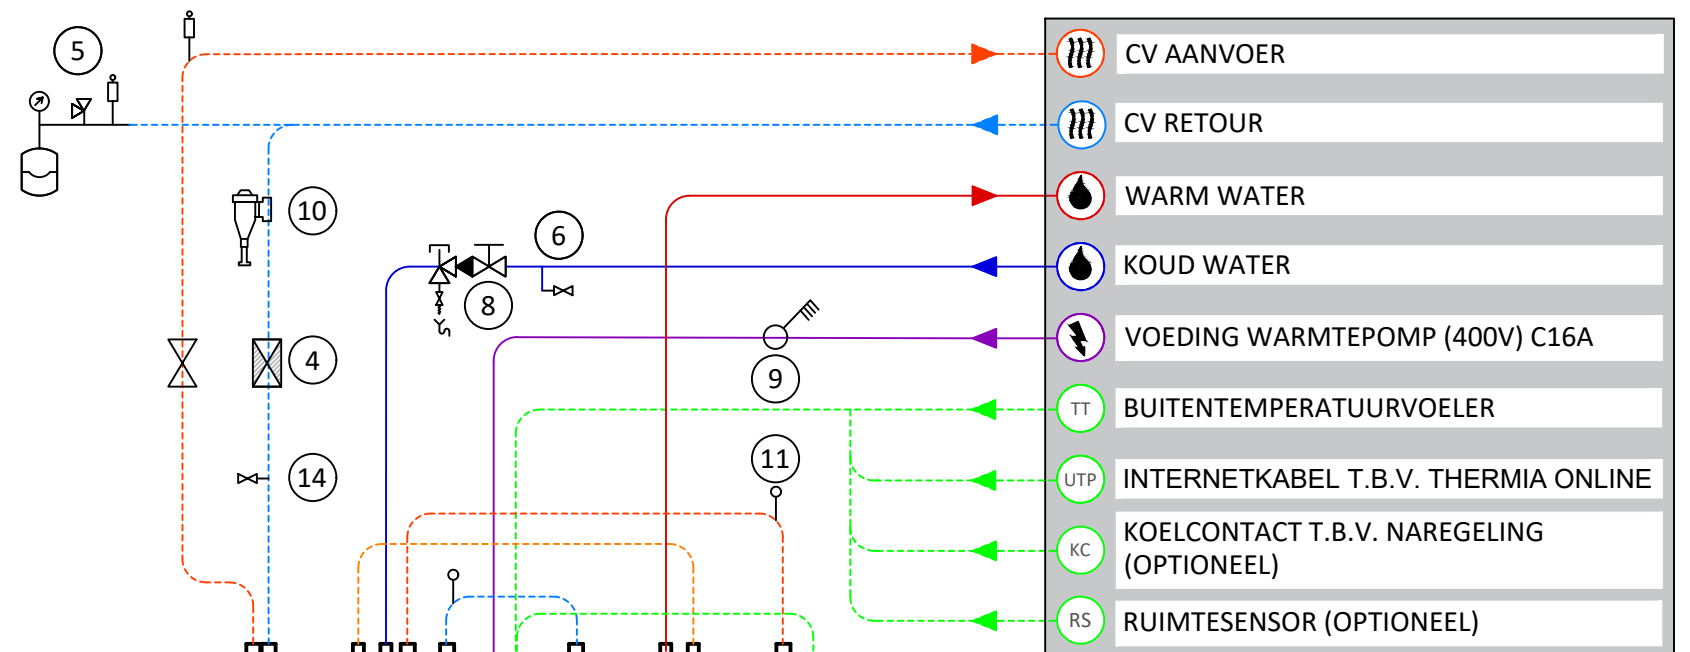 5
CV AANVOER
CV RETOUR
10
WARM WATER
6
KOUD WATER
8
VOEDING WARMTEPOMP (400V) C16A
4
9
TT BUITENTEMPERATUURVOELER
11
14
UTP INTERNETKABEL T.B.V. THERMIA ONLINE
KC KOELCONTACT T.B.V. NAREGELING
(OPTIONEEL)
RS RUIMTESENSOR (OPTIONEEL)